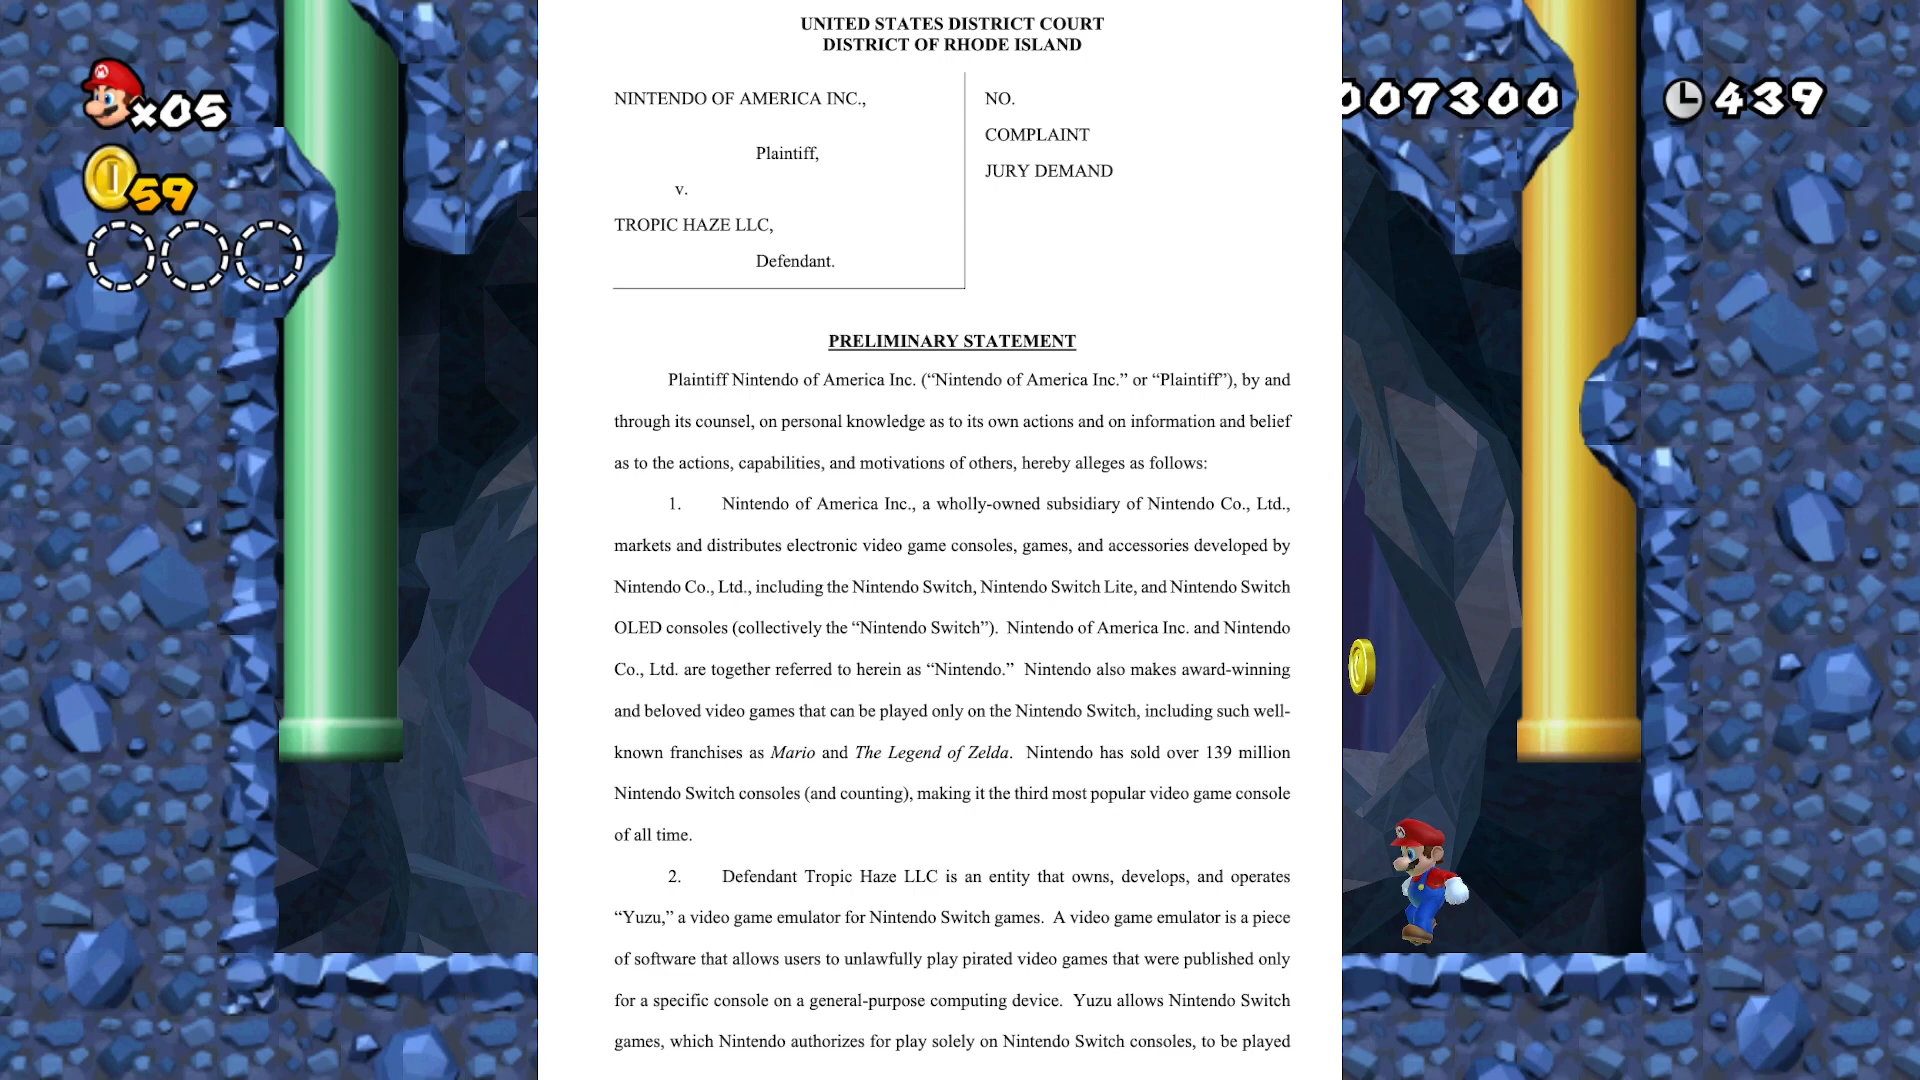 UNITED STATES DISTRICT COURT
DISTRICT OF RHODE ISLAND
x05
59
007300
439
NINTENDO OF AMERICA INC.,
Plaintiff,
v.
TROPIC HAZE LLC,
Defendant.
NO.
COMPLAINT
JURY DEMAND
PRELIMINARY STATEMENT
Plaintiff Nintendo of America Inc. (“Nintendo of America Inc.” or “Plaintiff”), by and
through its counsel, on personal knowledge as to its own actions and on information and belief
as to the actions, capabilities, and motivations of others, hereby alleges as follows:
1. Nintendo of America Inc., a wholly-owned subsidiary of Nintendo Co., Ltd.,
markets and distributes electronic video game consoles, games, and accessories developed by
Nintendo Co., Ltd., including the Nintendo Switch, Nintendo Switch Lite, and Nintendo Switch
OLED consoles (collectively the “Nintendo Switch”). Nintendo of America Inc. and Nintendo
Co., Ltd. are together referred to herein as “Nintendo.” Nintendo also makes award-winning
and beloved video games that can be played only on the Nintendo Switch, including such well-
known franchises as Mario and The Legend of Zelda. Nintendo has sold over 139 million
Nintendo Switch consoles (and counting), making it the third most popular video game console
of all time.
2. Defendant Tropic Haze LLC is an entity that owns, develops, and operates
“Yuzu,” a video game emulator for Nintendo Switch games. A video game emulator is a piece
of software that allows users to unlawfully play pirated video games that were published only
for a specific console on a general-purpose computing device. Yuzu allows Nintendo Switch
games, which Nintendo authorizes for play solely on Nintendo Switch consoles, to be played